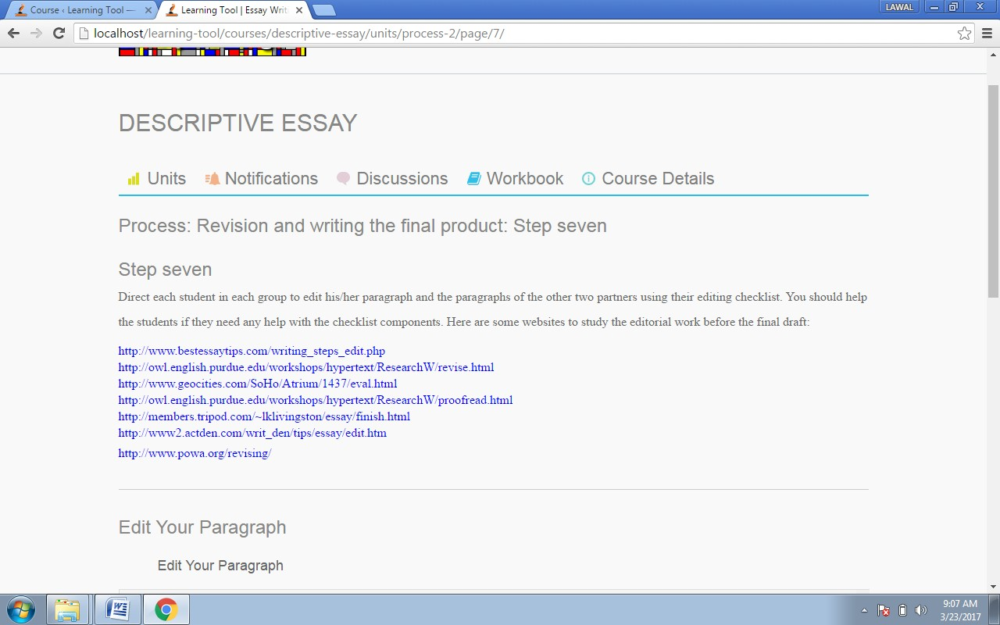 Course ‹ Learning Tool —
Learning Tool | Essay Writ
LAWAL
localhost/learning-tool/courses/descriptive-essay/units/process-2/page/7/
DESCRIPTIVE ESSAY
Units Notifications Discussions Workbook Course Details
Process: Revision and writing the final product: Step seven
Step seven
Direct each student in each group to edit his/her paragraph and the paragraphs of the other two partners using their editing checklist. You should help
the students if they need any help with the checklist components. Here are some websites to study the editorial work before the final draft:
http://www.bestessaytips.com/writing_steps_edit.php
http://owl.english.purdue.edu/workshops/hypertext/ResearchW/revise.html
http://www.geocities.com/SoHo/Atrium/1437/eval.html
http://owl.english.purdue.edu/workshops/hypertext/ResearchW/proofread.html
http://members.tripod.com/~lklivingston/essay/finish.html
http://www2.actden.com/writ_den/tips/essay/edit.htm
http://www.powa.org/revising/
Edit Your Paragraph
Edit Your Paragraph
9:07 AM
3/23/2017